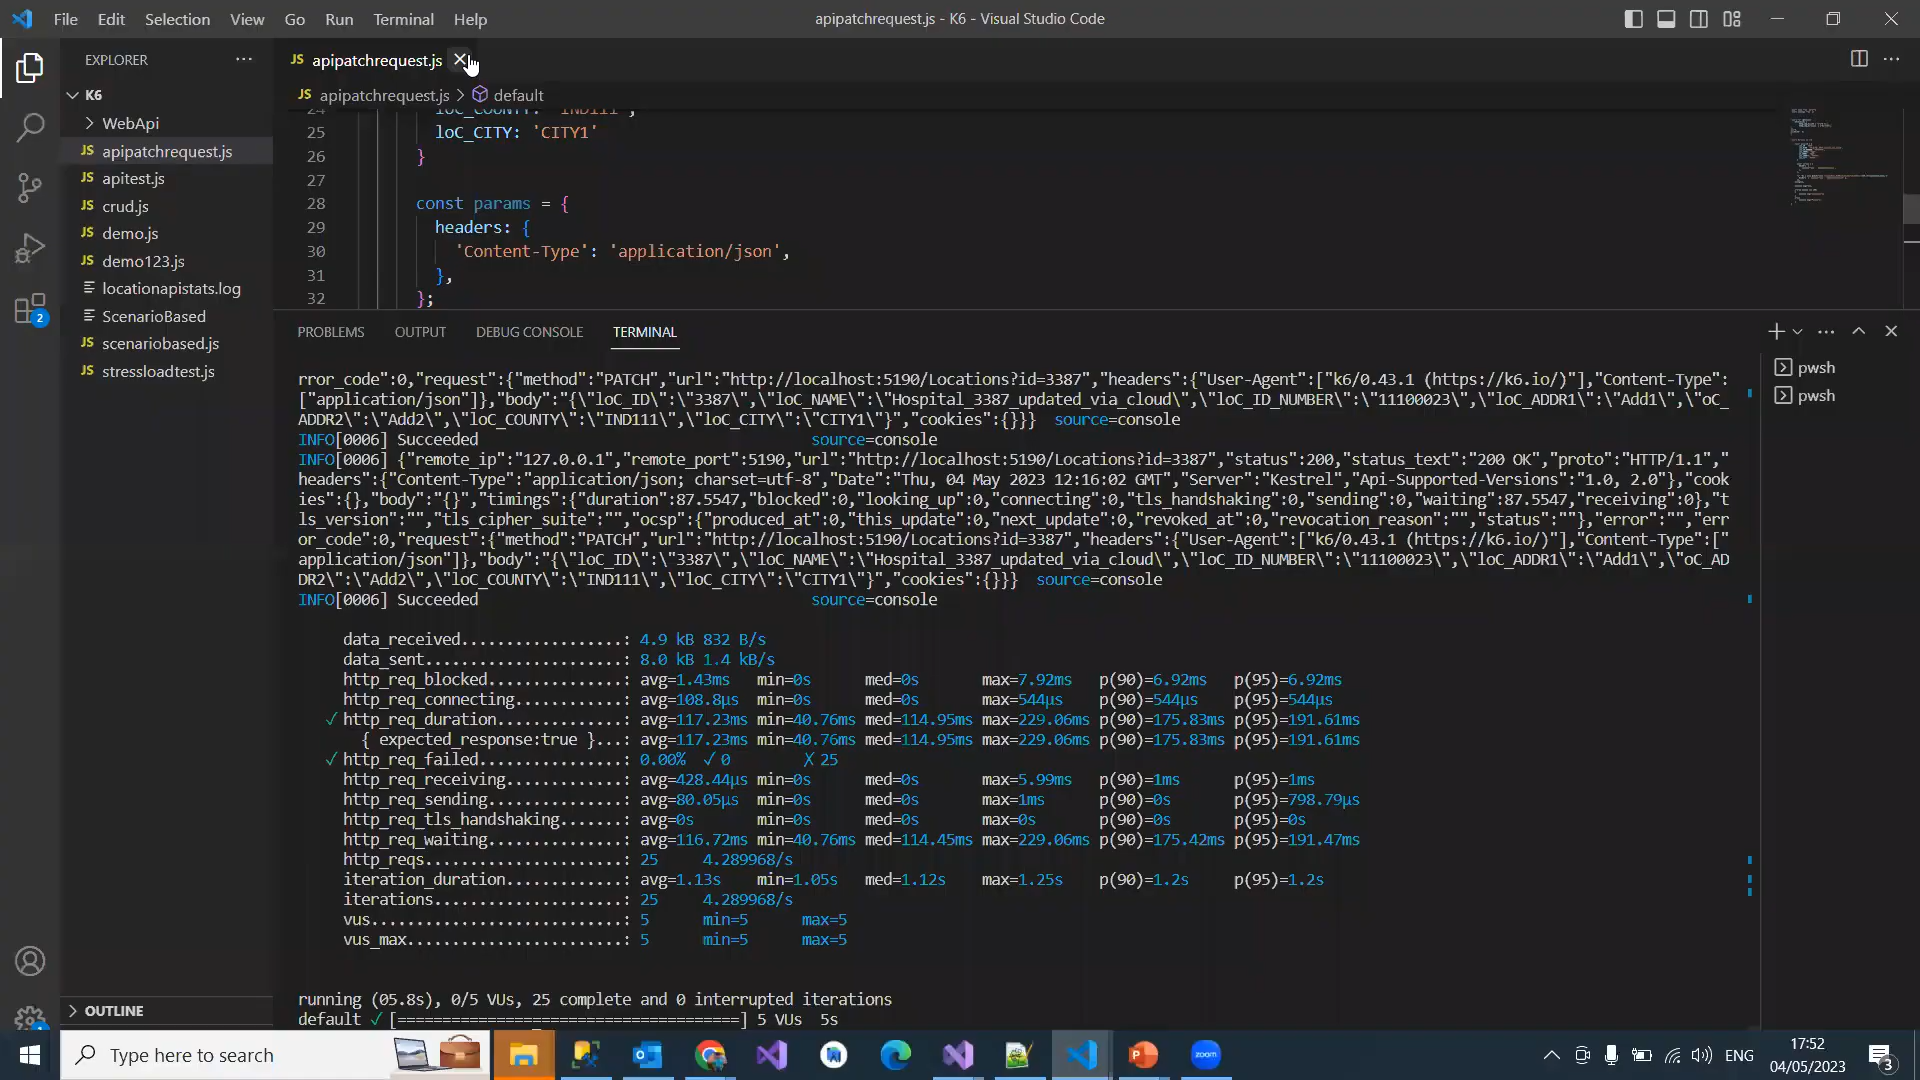 File Edit Selection View Go Run Terminal Help
apipatchrequest.js - K6 - Visual Studio Code
EXPLORER
K6
WebApi
JS apipatchrequest.js
JS apitest.js
JS crud.js
JS demo.js
JS demo123.js
locationapistats.log
ScenarioBased
JS scenariobased.js
JS stressloadtest.js
OUTLINE
2
JS apipatchrequest.js
JS apipatchrequest.js > default
24 loC_COUNTY: 'IND111',
25 loC_CITY: 'CITY1'
26 }
27
28 const params = {
29 headers: {
30 'Content-Type': 'application/json',
31 },
32 };
PROBLEMS OUTPUT DEBUG CONSOLE TERMINAL
pwsh
pwsh
rror_code":0,"request":{"method":"PATCH","url":"http://localhost:5190/Locations?id=3387","headers":{"User-Agent":["k6/0.43.1 (https://k6.io/)"],"Content-Type":
["application/json"]},"body":"{\"loC_ID\":\"3387\",\"loC_NAME\":\"Hospital_3387_updated_via_cloud\",\"loC_ID_NUMBER\":\"11100023\",\"loC_ADDR1\":\"Add1\",\"oC_
ADDR2\":\"Add2\",\"loC_COUNTY\":\"IND111\",\"loC_CITY\":\"CITY1\"}","cookies":{}}} source=console
INFO[0006] Succeeded source=console
INFO[0006] {"remote_ip":"127.0.0.1","remote_port":5190,"url":"http://localhost:5190/Locations?id=3387","status":200,"status_text":"200 OK","proto":"HTTP/1.1","
headers":{"Content-Type":"application/json; charset=utf-8","Date":"Thu, 04 May 2023 12:16:02 GMT","Server":"Kestrel","Api-Supported-Versions":"1.0, 2.0"},"cook
ies":{},"body":"{}","timings":{"duration":87.5547,"blocked":0,"looking_up":0,"connecting":0,"tls_handshaking":0,"sending":0,"waiting":87.5547,"receiving":0},"t
ls_version":"","tls_cipher_suite":"","ocsp":{"produced_at":0,"this_update":0,"next_update":0,"revoked_at":0,"revocation_reason":"","status":""},"error":"","err
or_code":0,"request":{"method":"PATCH","url":"http://localhost:5190/Locations?id=3387","headers":{"User-Agent":["k6/0.43.1 (https://k6.io/)"],"Content-Type":["
application/json"]},"body":"{\"loC_ID\":\"3387\",\"loC_NAME\":\"Hospital_3387_updated_via_cloud\",\"loC_ID_NUMBER\":\"11100023\",\"loC_ADDR1\":\"Add1\",\"oC_AD
DR2\":\"Add2\",\"loC_COUNTY\":\"IND111\",\"loC_CITY\":\"CITY1\"}","cookies":{}}} source=console
INFO[0006] Succeeded source=console
data_received..................: 4.9 kB 832 B/s
data_sent......................: 8.0 kB 1.4 kB/s
http_req_blocked...............: avg=1.43ms min=0s med=0s max=7.92ms p(90)=6.92ms p(95)=6.92ms
http_req_connecting............: avg=108.8µs min=0s med=0s max=544µs p(90)=544µs p(95)=544µs
✓ http_req_duration..............: avg=117.23ms min=40.76ms med=114.95ms max=229.06ms p(90)=175.83ms p(95)=191.61ms
{ expected_response:true }...: avg=117.23ms min=40.76ms med=114.95ms max=229.06ms p(90)=175.83ms p(95)=191.61ms
✓ http_req_failed................: 0.00% ✓ 0 ✗ 25
http_req_receiving.............: avg=428.44µs min=0s med=0s max=5.99ms p(90)=1ms p(95)=1ms
http_req_sending...............: avg=80.05µs min=0s med=0s max=1ms p(90)=0s p(95)=798.79µs
http_req_tls_handshaking.......: avg=0s min=0s med=0s max=0s p(90)=0s p(95)=0s
http_req_waiting...............: avg=116.72ms min=40.76ms med=114.45ms max=229.06ms p(90)=175.42ms p(95)=191.47ms
http_reqs......................: 25 4.289968/s
iteration_duration.............: avg=1.13s min=1.05s med=1.12s max=1.25s p(90)=1.2s p(95)=1.2s
iterations.....................: 25 4.289968/s
vus............................: 5 min=5 max=5
vus_max........................: 5 min=5 max=5
running (05.8s), 0/5 VUs, 25 complete and 0 interrupted iterations
default ✓ [======================================] 5 VUs 5s
Type here to search
zoom
ENG
17:52
04/05/2023
3